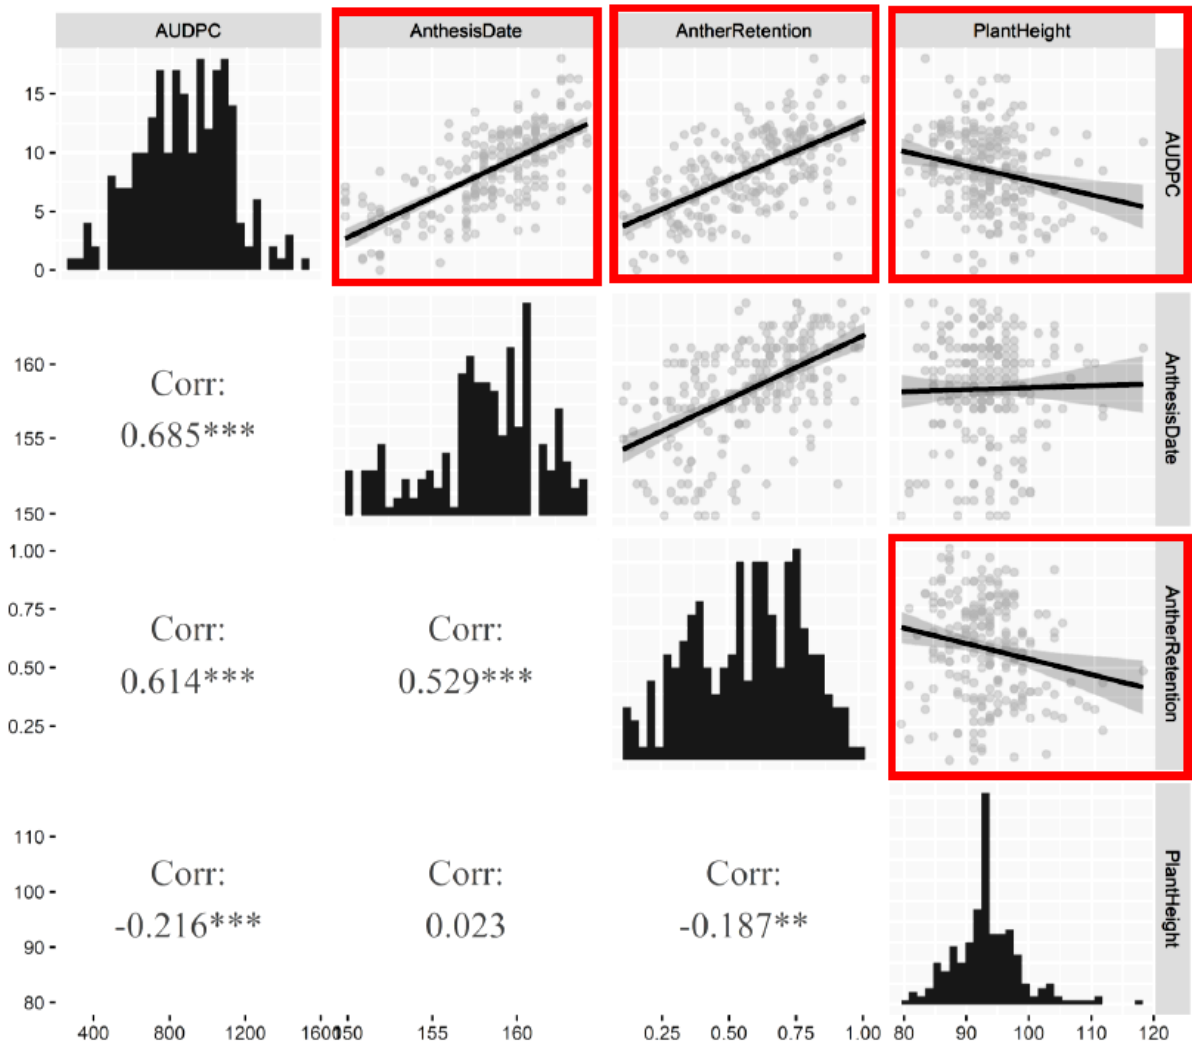 AUDPC AnthesisDate AntherRetention PlantHeight
15
10
5
0
AUDPC
160
155
150
Corr:
0.685***
AnthesisDate
1.00
0.75
0.50
0.25
Corr:
0.614***
Corr:
0.529***
AntherRetention
110
100
90
80
Corr:
-0.216***
Corr:
0.023
Corr:
-0.187**
PlantHeight
400 800 1200 1600 150 155 160 0.25 0.50 0.75 1.00 80 90 100 110 120